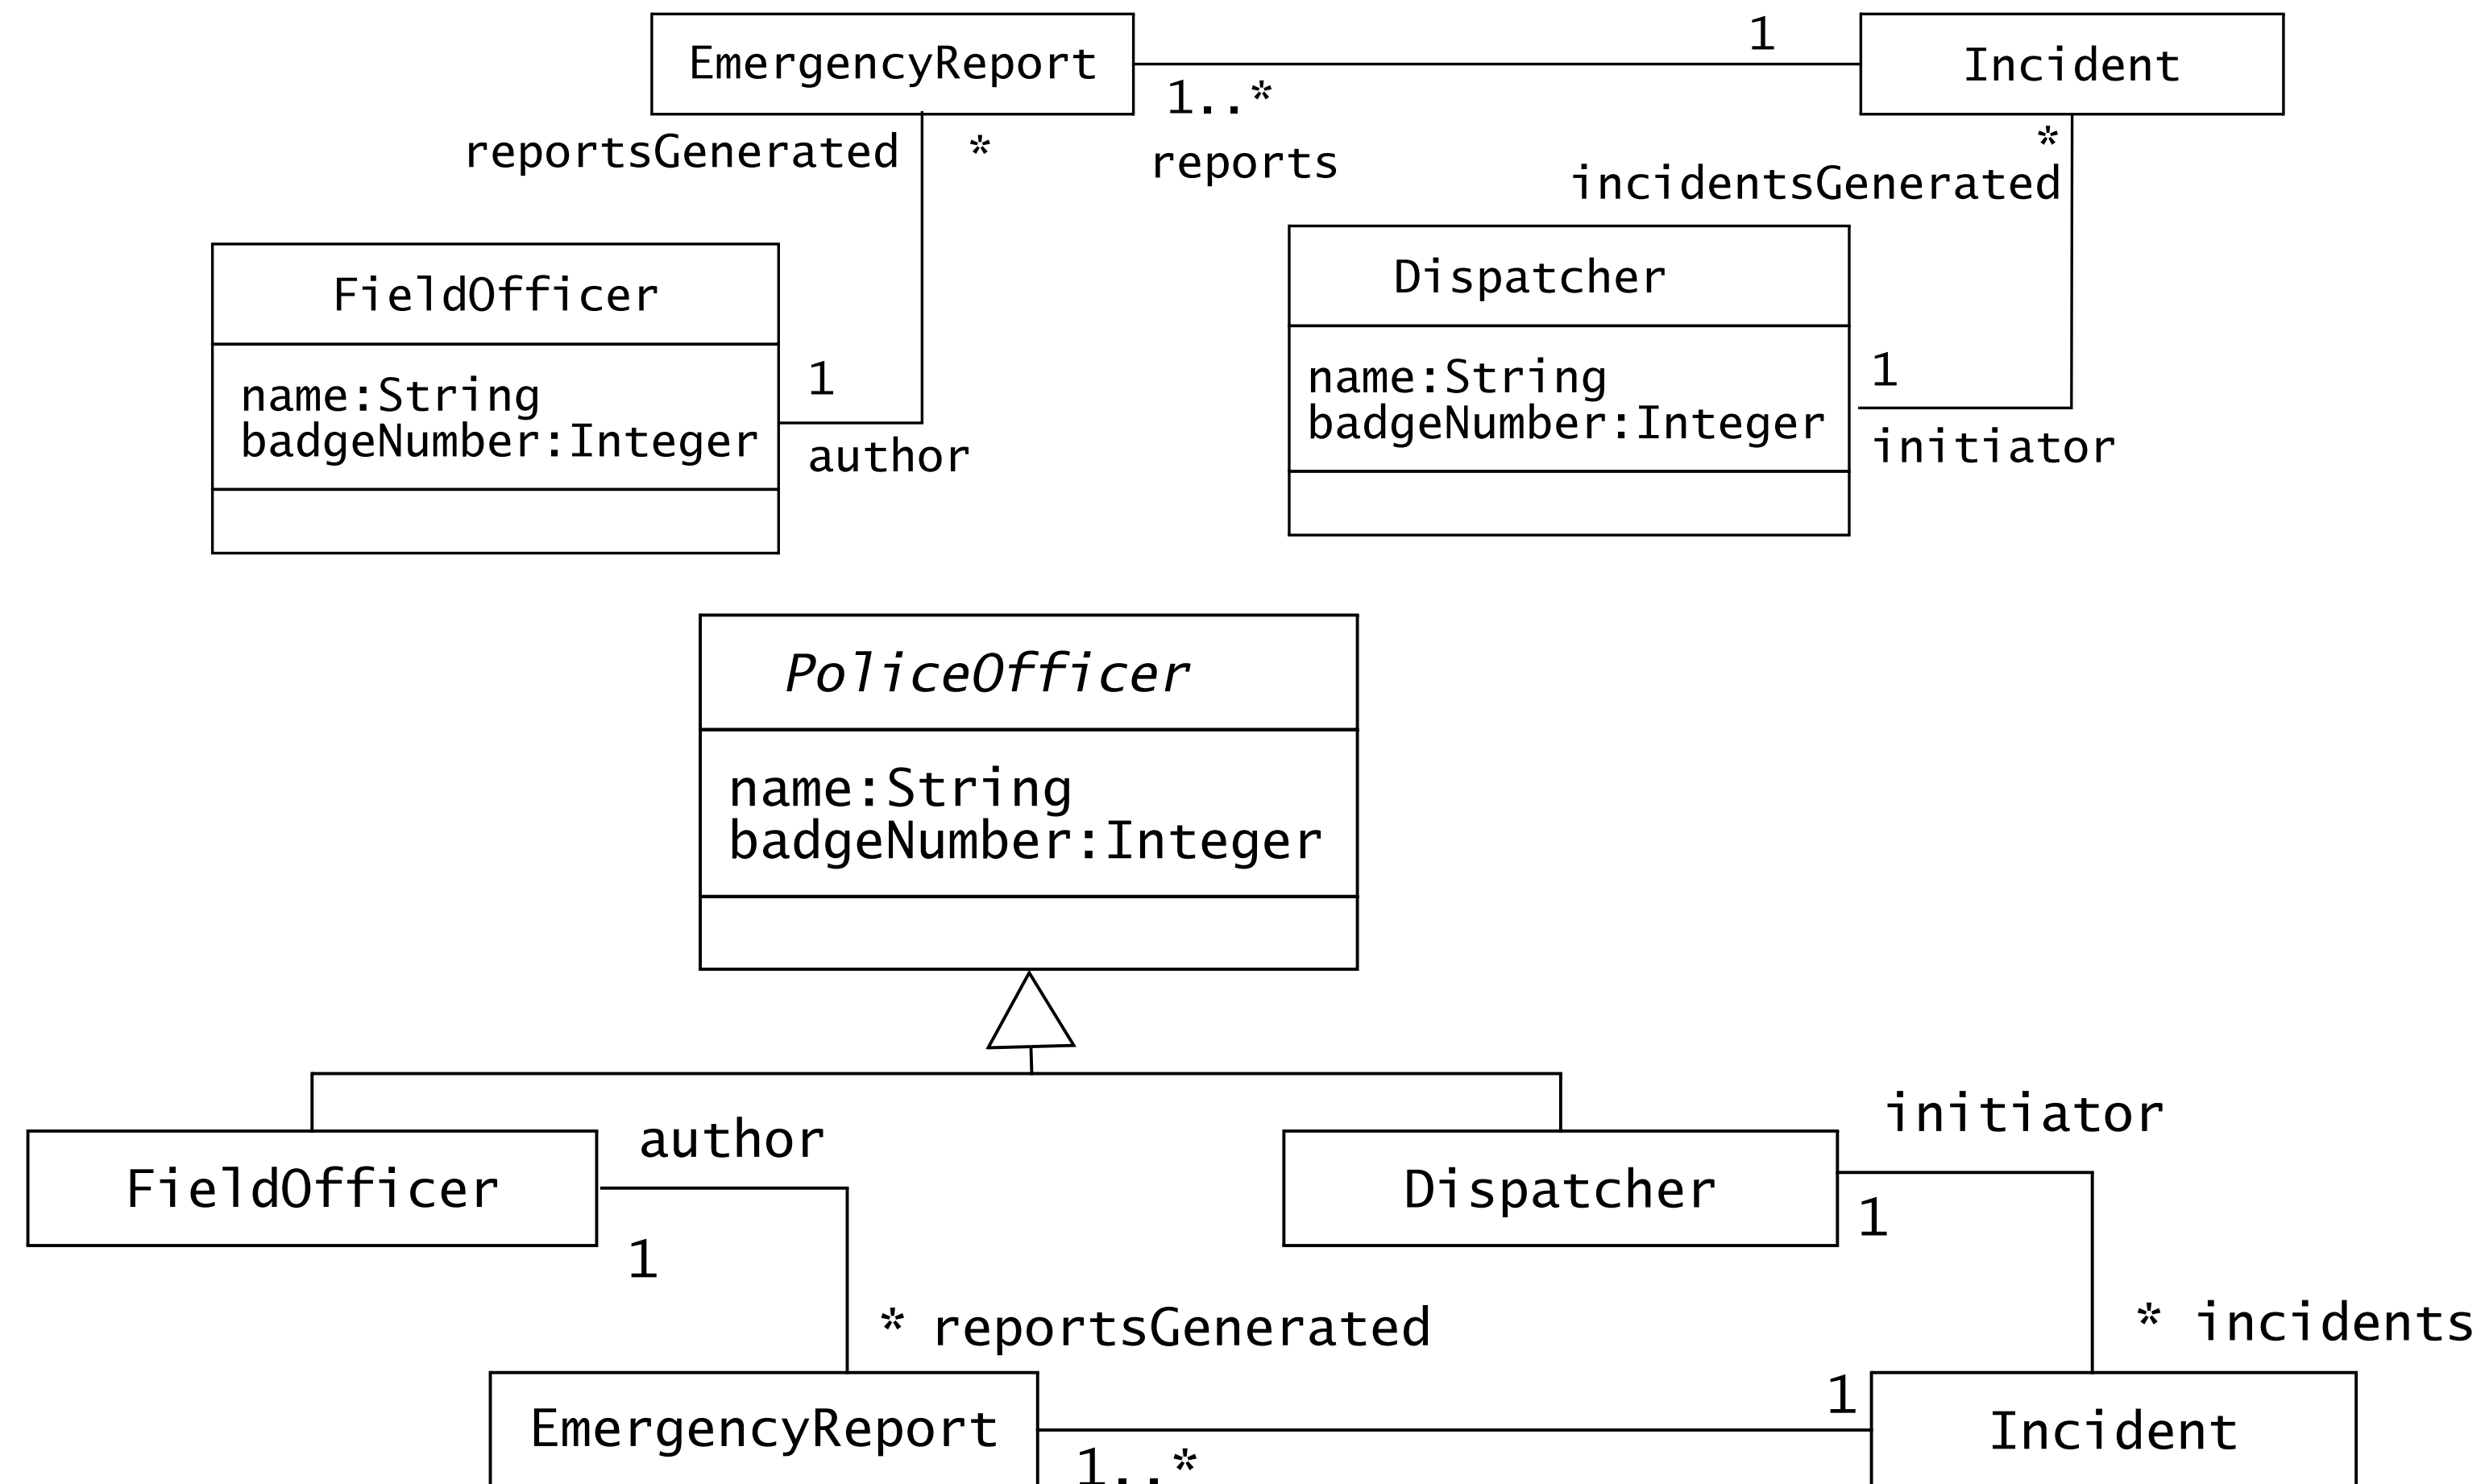 EmergencyReport
1
Incident
1..*
reportsGenerated
*
reports
*
incidentsGenerated
FieldOfficer
Dispatcher
name:String
badgeNumber:Integer
1
author
name:String
badgeNumber:Integer
1
initiator
PoliceOfficer
name:String
badgeNumber:Integer
author
initiator
FieldOfficer
Dispatcher
1
1
* reportsGenerated
* incidents
EmergencyReport
1
Incident
1..*